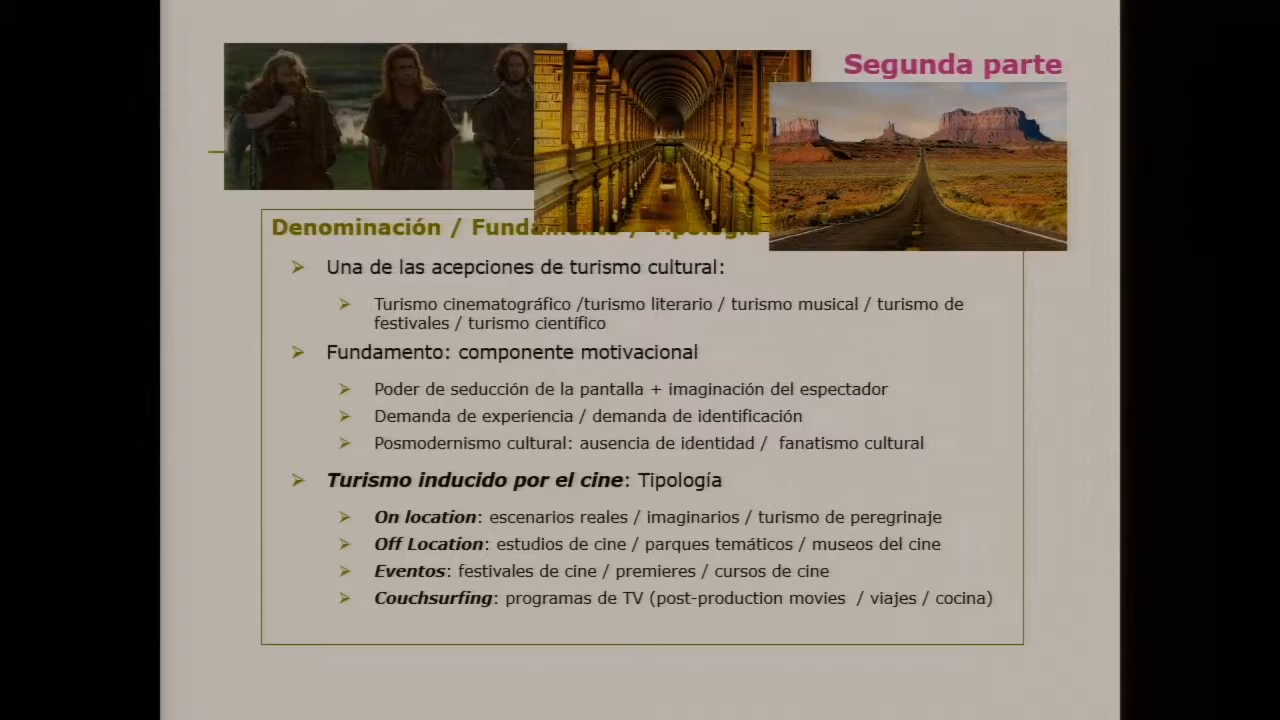 Segunda parte
Denominación / Fundamento / Tipología
Una de las acepciones de turismo cultural:
Turismo cinematográfico /turismo literario / turismo musical / turismo de
festivales / turismo científico
Fundamento: componente motivacional
Poder de seducción de la pantalla + imaginación del espectador
Demanda de experiencia / demanda de identificación
Posmodernismo cultural: ausencia de identidad / fanatismo cultural
Turismo inducido por el cine: Tipología
On location: escenarios reales / imaginarios / turismo de peregrinaje
Off Location: estudios de cine / parques temáticos / museos del cine
Eventos: festivales de cine / premieres / cursos de cine
Couchsurfing: programas de TV (post-production movies / viajes / cocina)